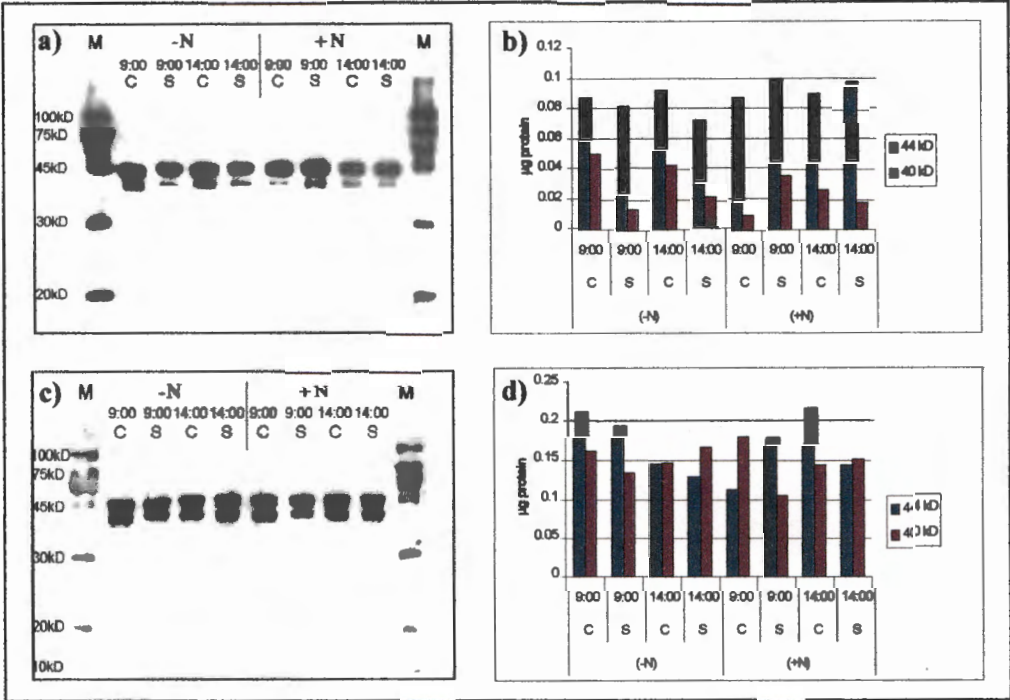 a) M -N +N M
9:00 9:00 14:00 14:00 9:00 9:00 14:00 14:00
C S C S C S C S
100kD
75kD
45kD
30kD
20kD
b)
0.12
0.1
0.08
0.06
0.04
0.02
0
µg protein
44 kD
40 kD
9:00 9:00 14:00 14:00 9:00 9:00 14:00 14:00
C S C S C S C S
(-N) (+N)
c) M -N +N M
9:00 9:00 14:00 14:00 9:00 9:00 14:00 14:00
C S C S C S C S
100kD
75kD
45kD
30kD
20kD
10kD
d)
0.25
0.2
0.15
0.1
0.05
0
µg protein
44 kD
40 kD
9:00 9:00 14:00 14:00 9:00 9:00 14:00 14:00
C S C S C S C S
(-N) (+N)